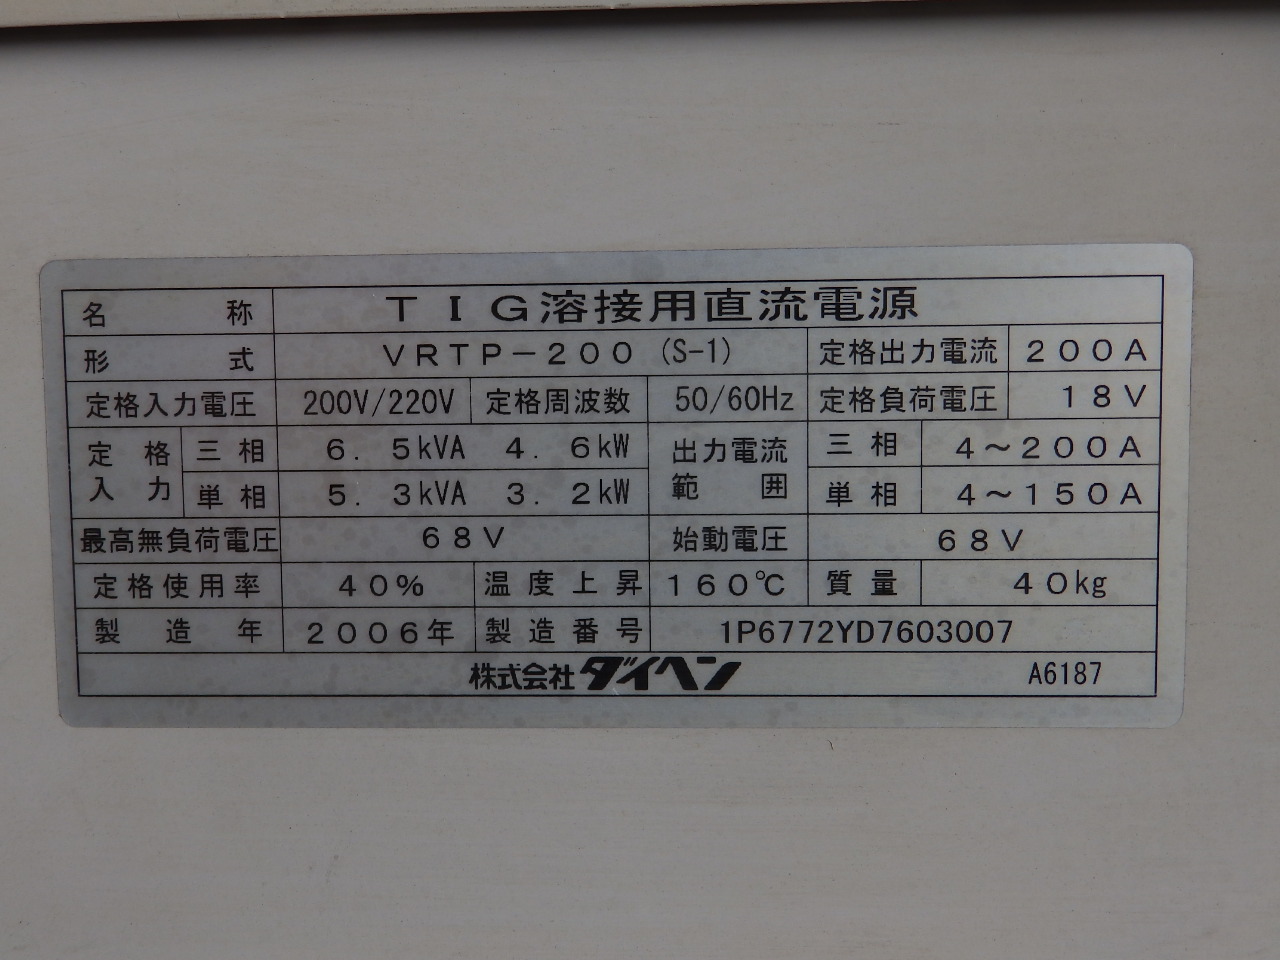 名称 TIG溶接用直流電源
形式 VRTP-200 (S-1) 定格出力電流 200A
定格入力電圧 200V/220V 定格周波数 50/60Hz 定格負荷電圧 18V
定格入力 三相 6.5kVA 4.6kW 出力電流範囲 三相 4~200A
単相 5.3kVA 3.2kW 単相 4~150A
最高無負荷電圧 68V 始動電圧 68V
定格使用率 40% 温度上昇 160℃ 質量 40kg
製造年 2006年 製造番号 1P6772YD7603007
株式会社ダイヘン A6187